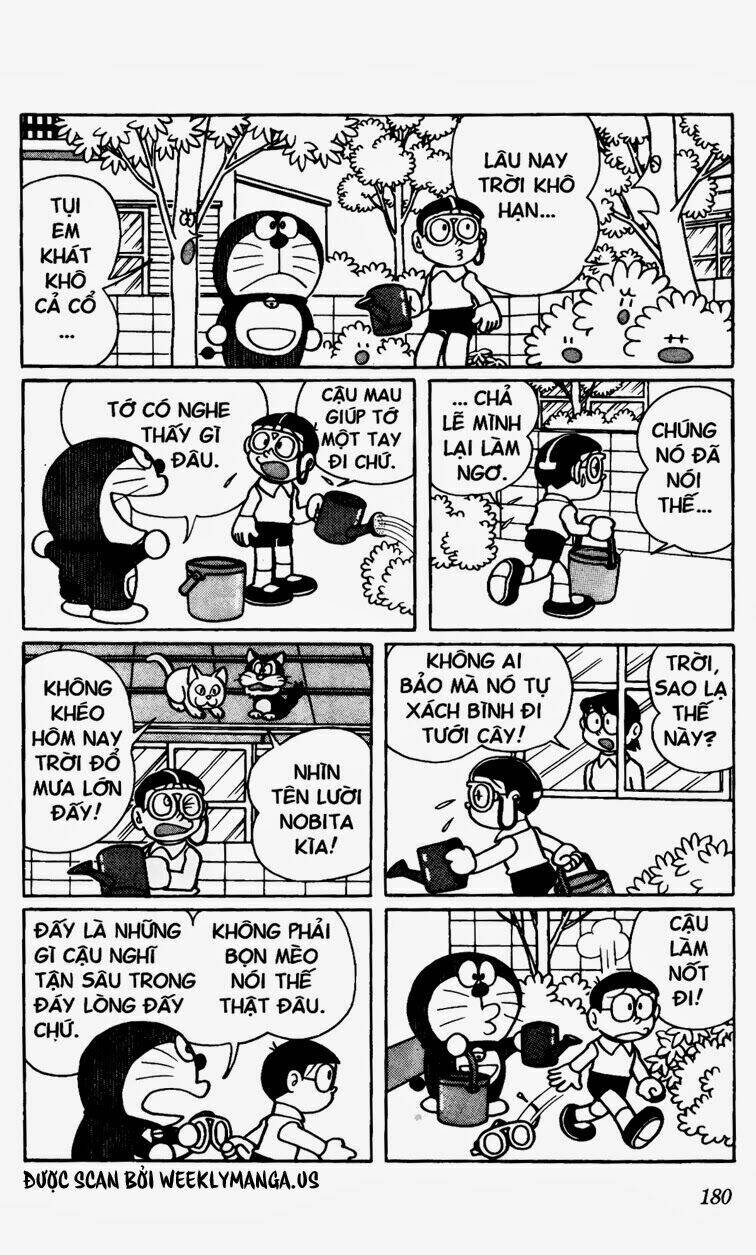 LÂU NAY
TRỜI KHÔ
HẠN...
TỤI
EM
KHÁT
KHÔ
CẢ CỔ
...
TỚ CÓ NGHE
THẤY GÌ
ĐÂU.
CẬU MAU
GIÚP TỚ
MỘT TAY
ĐI CHỨ.
... CHẢ
LẼ MÌNH
LẠI LÀM
NGƠ.
CHÚNG
NÓ ĐÃ
NÓI
THẾ...
KHÔNG
KHÉO
HÔM NAY
TRỜI ĐỔ
MƯA LỚN
ĐẤY!
NHÌN
TÊN LƯỜI
NOBITA
KÌA!
KHÔNG AI
BẢO MÀ NÓ TỰ
XÁCH BÌNH ĐI
TƯỚI CÂY!
TRỜI,
SAO LẠ
THẾ
NÀY?
ĐẤY LÀ NHỮNG
GÌ CẬU NGHĨ
TẬN SÂU TRONG
ĐÁY LÒNG ĐẤY
CHỨ.
KHÔNG PHẢI
BỌN MÈO
NÓI THẾ
THẬT ĐÂU.
CẬU
LÀM
NỐT
ĐI!
ĐƯỢC SCAN BỞI WEEKLYMANGA.US
180